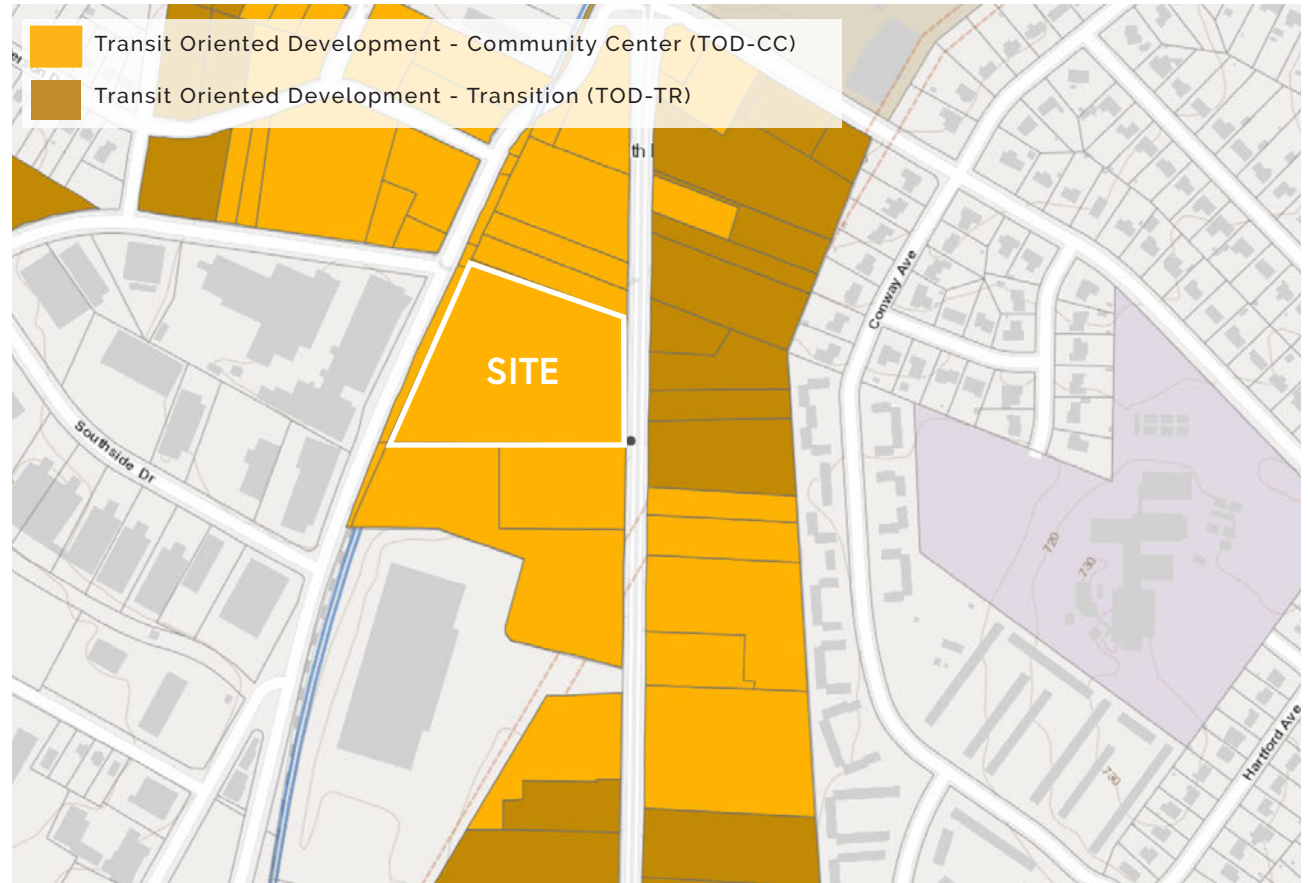 Transit Oriented Development - Community Center (TOD-CC)
Transit Oriented Development - Transition (TOD-TR)
th
Conway Ave
SITE
Southside Dr
720
730
730
Hartford Ave